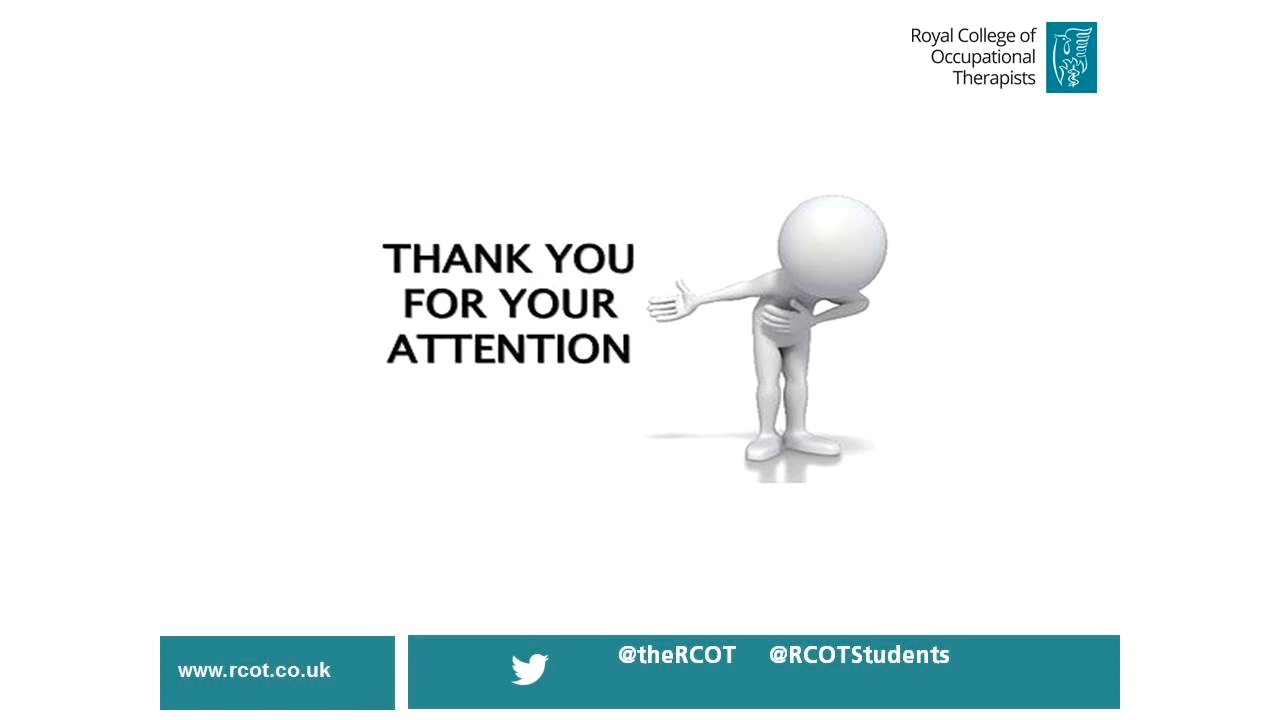 Royal College of
Occupational
Therapists
THANK YOU
FOR YOUR
ATTENTION
www.rcot.co.uk
@theRCOT @RCOTStudents